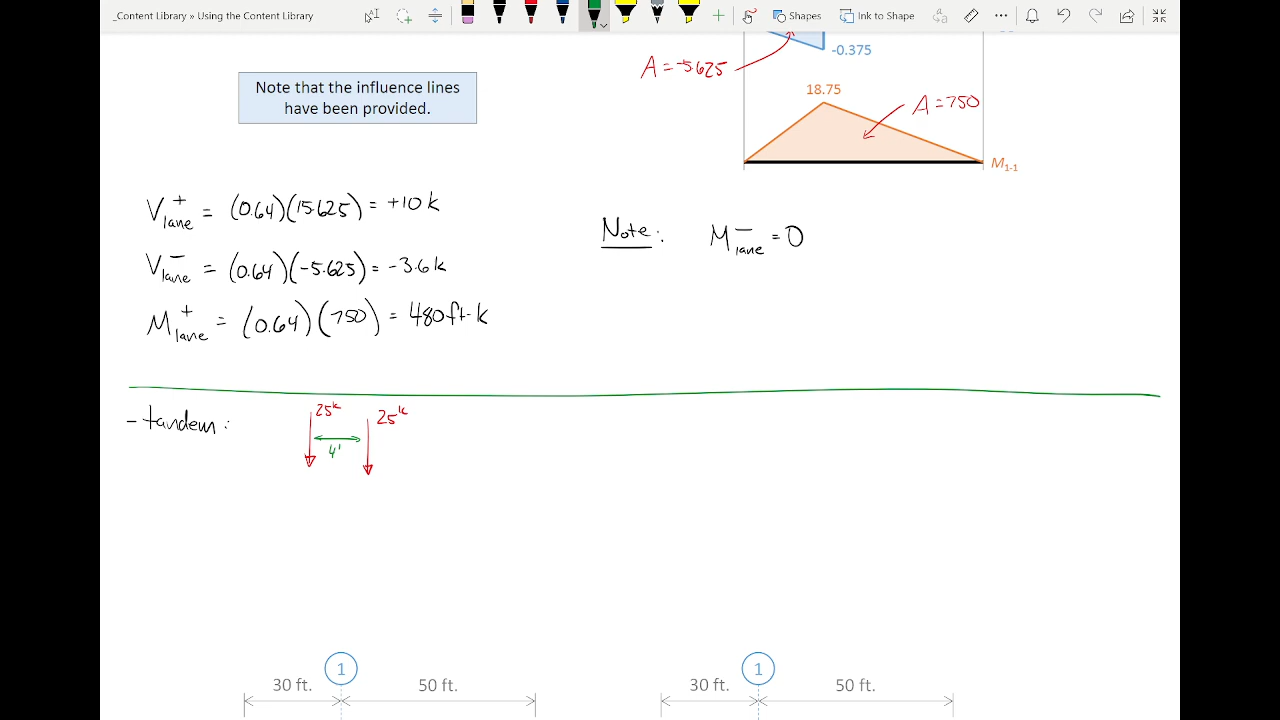 _Content Library » Using the Content Library
Shapes
Ink to Shape
-0.375
A = -5.625
Note that the influence lines
have been provided.
18.75
A = 750
M1-1
V+lane = (0.64)(15.625) = +10 k
Note: M−lane = 0
V−lane = (0.64)(-5.625) = -3.6 k
M+lane = (0.64)(750) = 480 ft·k
- tandem:
25k
25k
4'
1
1
30 ft.
50 ft.
30 ft.
50 ft.